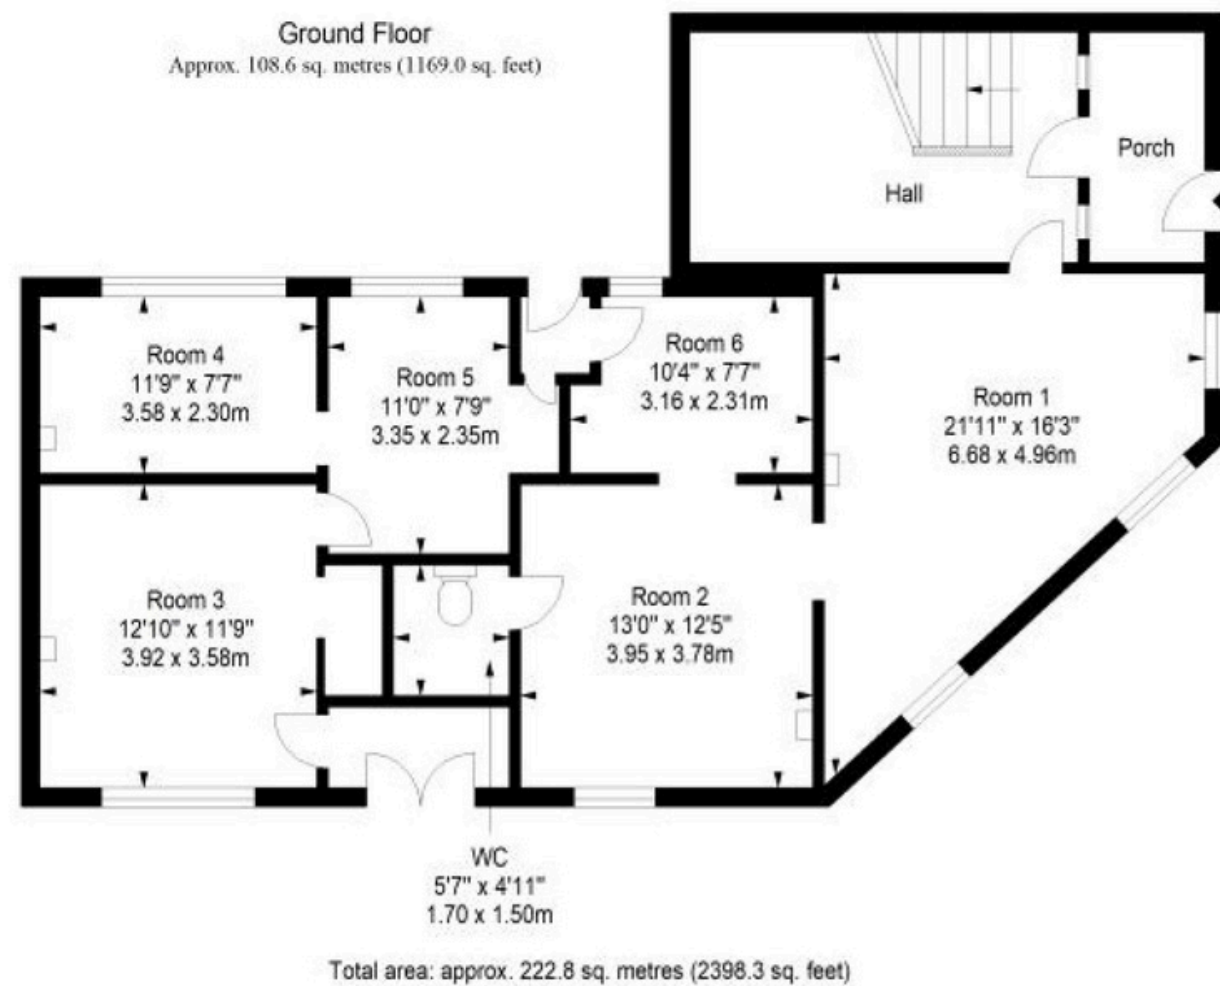 Ground Floor
Approx. 108.6 sq. metres (1169.0 sq. feet)
Porch
Hall
Room 4
11'9" x 7'7"
3.58 x 2.30m
Room 5
11'0" x 7'9"
3.35 x 2.35m
Room 6
10'4" x 7'7"
3.16 x 2.31m
Room 1
21'11" x 16'3"
6.68 x 4.96m
Room 3
12'10" x 11'9"
3.92 x 3.58m
Room 2
13'0" x 12'5"
3.95 x 3.78m
WC
5'7" x 4'11"
1.70 x 1.50m
Total area: approx. 222.8 sq. metres (2398.3 sq. feet)